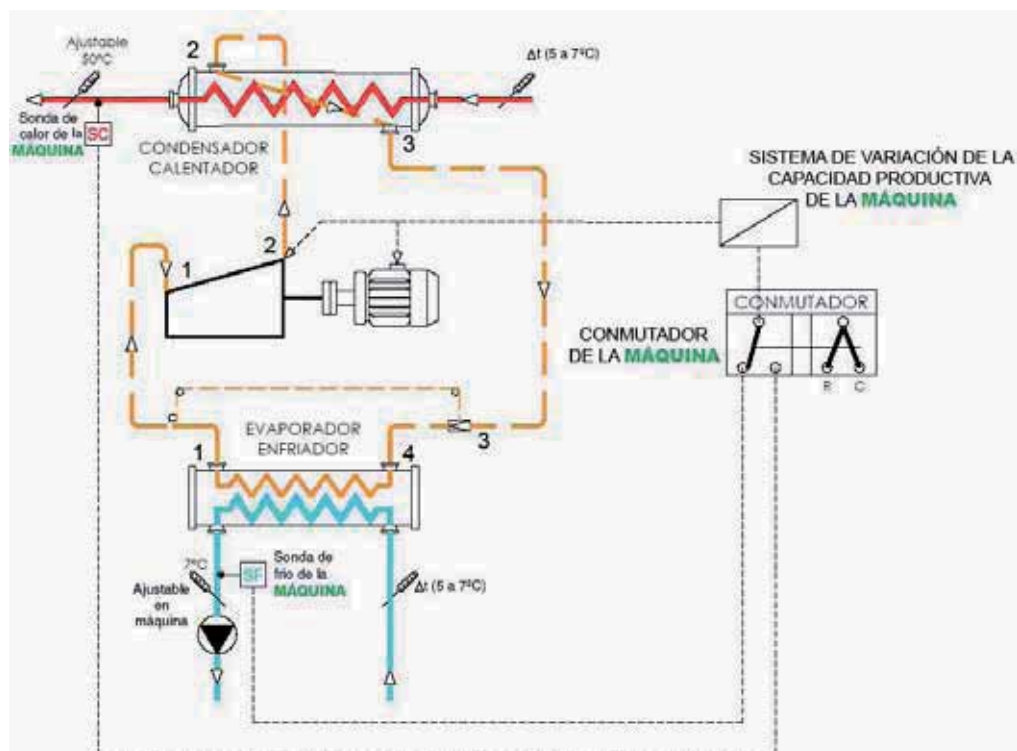 Ajustable
50ºC
2
Δt (5 a 7ºC)
Sonda de
calor de la
MÁQUINA
SC
CONDENSADOR
CALENTADOR
3
SISTEMA DE VARIACIÓN DE LA
CAPACIDAD PRODUCTIVA
DE LA MÁQUINA
1
2
CONMUTADOR
CONMUTADOR
DE LA MÁQUINA
R C
EVAPORADOR
ENFRIADOR
1
4
3
7ºC
Sonda de
frio de la
MÁQUINA
SF
Δt (5 a 7ºC)
Ajustable
en
máquina